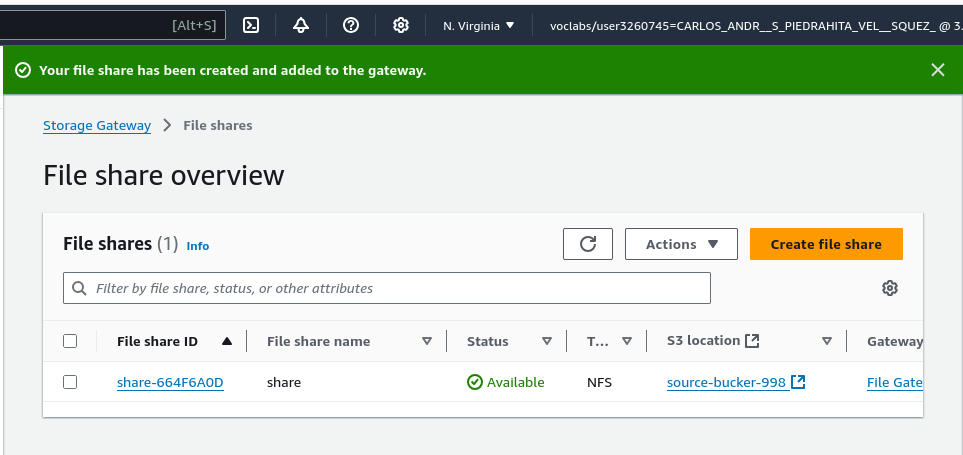 [Alt+S] N. Virginia voclabs/user3260745=CARLOS_ANDR__S_PIEDRAHITA_VEL__SQUEZ_ @ 3.
Your file share has been created and added to the gateway.
Storage Gateway File shares
File share overview
File shares (1) Info Actions Create file share
Filter by file share, status, or other attributes
File share ID File share name Status T... S3 location Gateway
share-664F6A0D share Available NFS source-bucker-998 File Gate